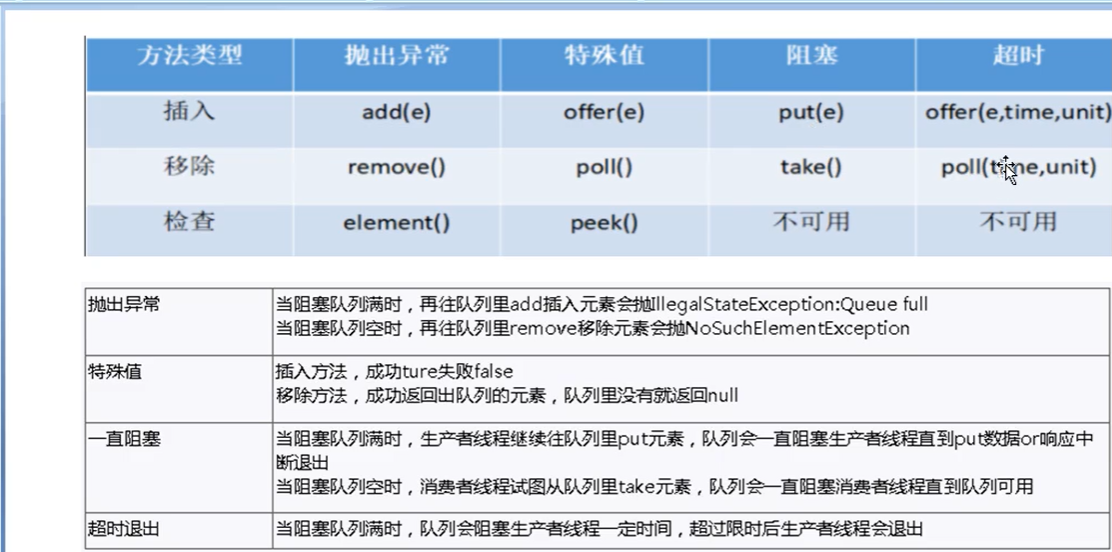 方法类型 抛出异常 特殊值 阻塞 超时
插入 add(e) offer(e) put(e) offer(e,time,unit)
移除 remove() poll() take() poll(time,unit)
检查 element() peek() 不可用 不可用
抛出异常 当阻塞队列满时，再往队列里add插入元素会抛IllegalStateException:Queue full
当阻塞队列空时，再往队列里remove移除元素会抛NoSuchElementException
特殊值 插入方法，成功ture失败false
移除方法，成功返回出队列的元素，队列里没有就返回null
一直阻塞 当阻塞队列满时，生产者线程继续往队列里put元素，队列会一直阻塞生产者线程直到put数据or响应中
断退出
当阻塞队列空时，消费者线程试图从队列里take元素，队列会一直阻塞消费者线程直到队列可用
超时退出 当阻塞队列满时，队列会阻塞生产者线程一定时间，超过限时后生产者线程会退出